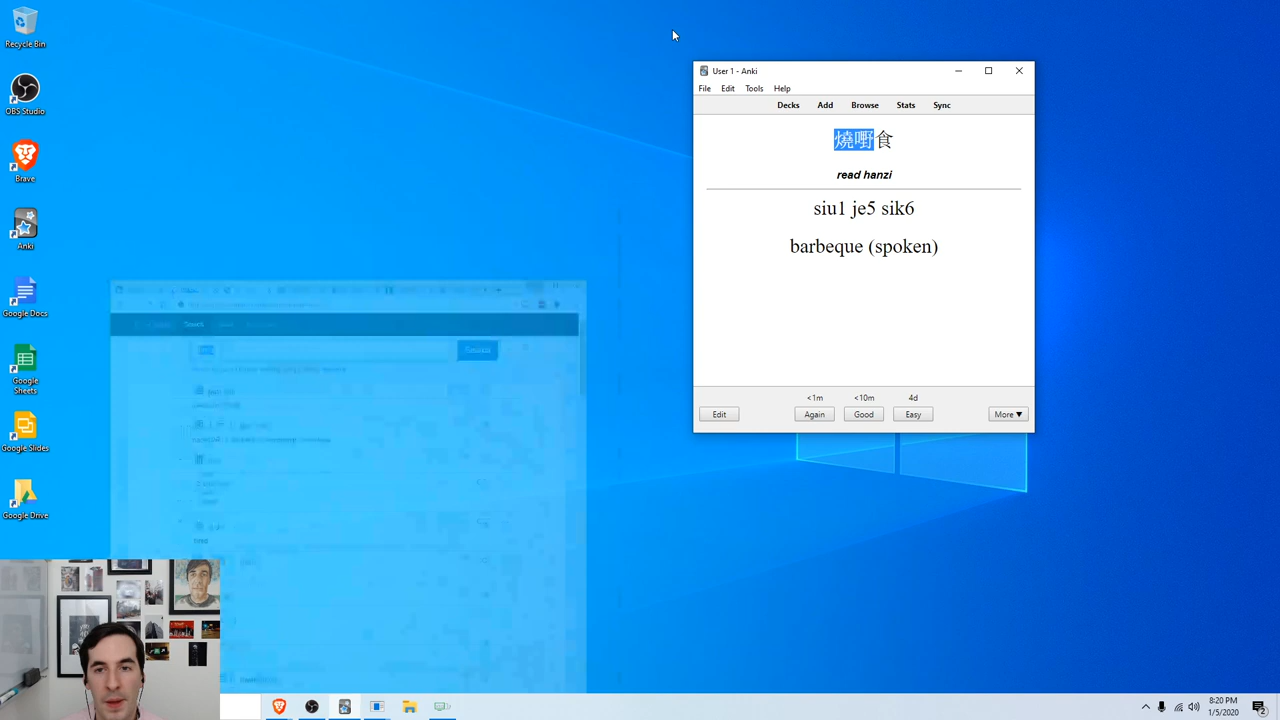 Recycle Bin
OBS Studio
Brave
Anki
Google Docs
Google
Sheets
Google Slides
Google Drive
User 1 - Anki
File Edit Tools Help
Decks Add Browse Stats Sync
燒嘢食
read hanzi
siu1 je5 sik6
barbeque (spoken)
<1m <10m 4d
Edit Again Good Easy More ▼
8:20 PM
1/5/2020
2